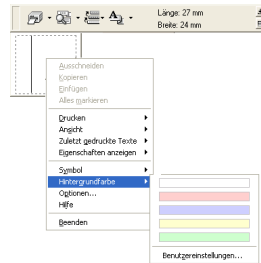 Länge: 27 mm
Breite: 24 mm
Ausschneiden
Kopieren
Einfügen
Alles markieren
Drucken
Ansicht
Zuletzt gedruckte Texte
Eigenschaften anzeigen
Symbol
Hintergrundfarbe
Optionen...
Hilfe
Beenden
Benutzereinstellungen...